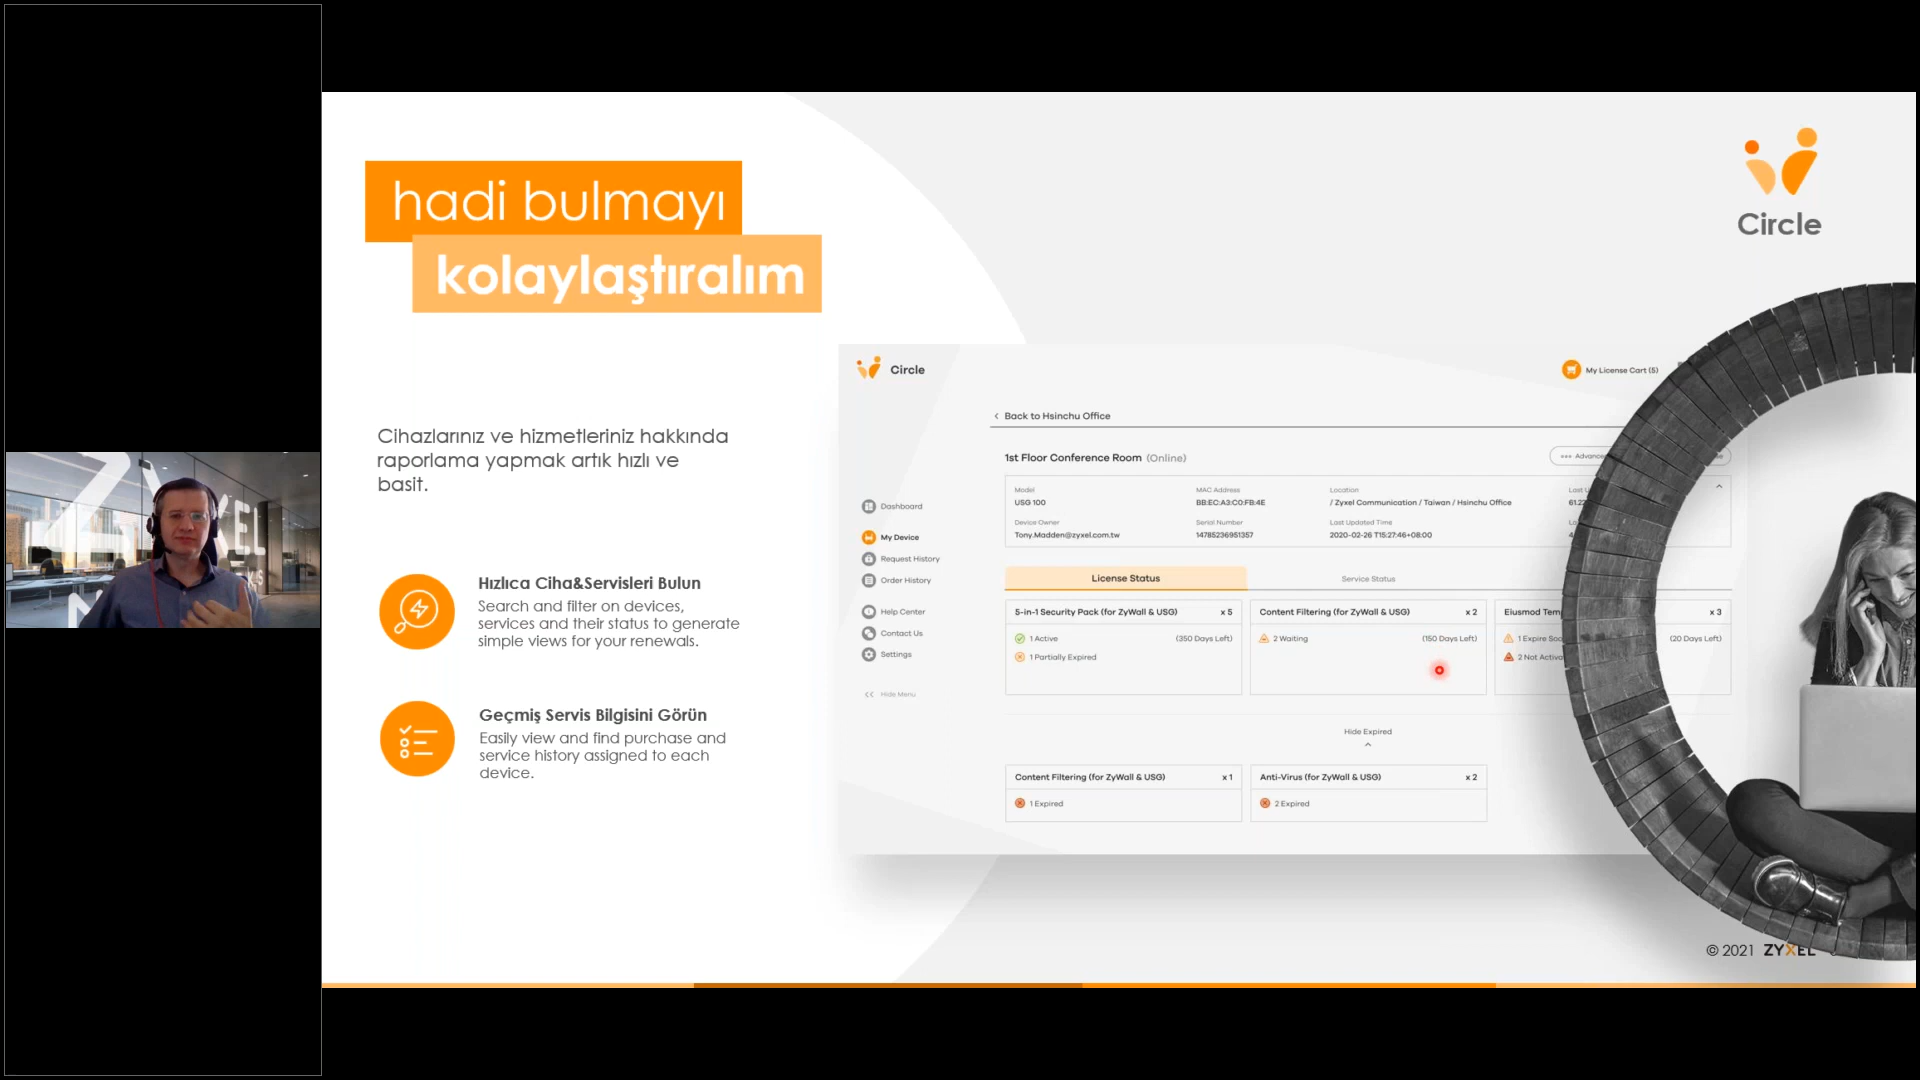 hadi bulmayı
kolaylaştıralım
Circle
Cihazlarınız ve hizmetleriniz hakkında
raporlama yapmak artık hızlı ve
basit.
Hızlıca Ciha&Servisleri Bulun
Search and filter on devices,
services and their status to generate
simple views for your renewals.
Geçmiş Servis Bilgisini Görün
Easily view and find purchase and
service history assigned to each
device.
Circle
My License Cart (5)
Back to Hsinchu Office
1st Floor Conference Room (Online)
Model
USG 100
MAC Address
BB:EC:A3:C0:FB:4E
Location
/ Zyxel Communication / Taiwan / Hsinchu Office
Device Owner
Tony.Madden@zyxel.com.tw
Serial Number
14785236951357
Last Updated Time
2020-02-26 T15:27:46+08:00
Dashboard
My Device
Request History
Order History
Help Center
Contact Us
Settings
Hide Menu
License Status
Service Status
5-in-1 Security Pack (for ZyWall & USG) x 5
1 Active (350 Days Left)
1 Partially Expired
Content Filtering (for ZyWall & USG) x 2
2 Waiting (150 Days Left)
Eiusmod x 3
1 Expire (20 Days Left)
2 Not
Hide Expired
Content Filtering (for ZyWall & USG) x 1
1 Expired
Anti-Virus (for ZyWall & USG) x 2
2 Expired
© 2021 ZYXEL